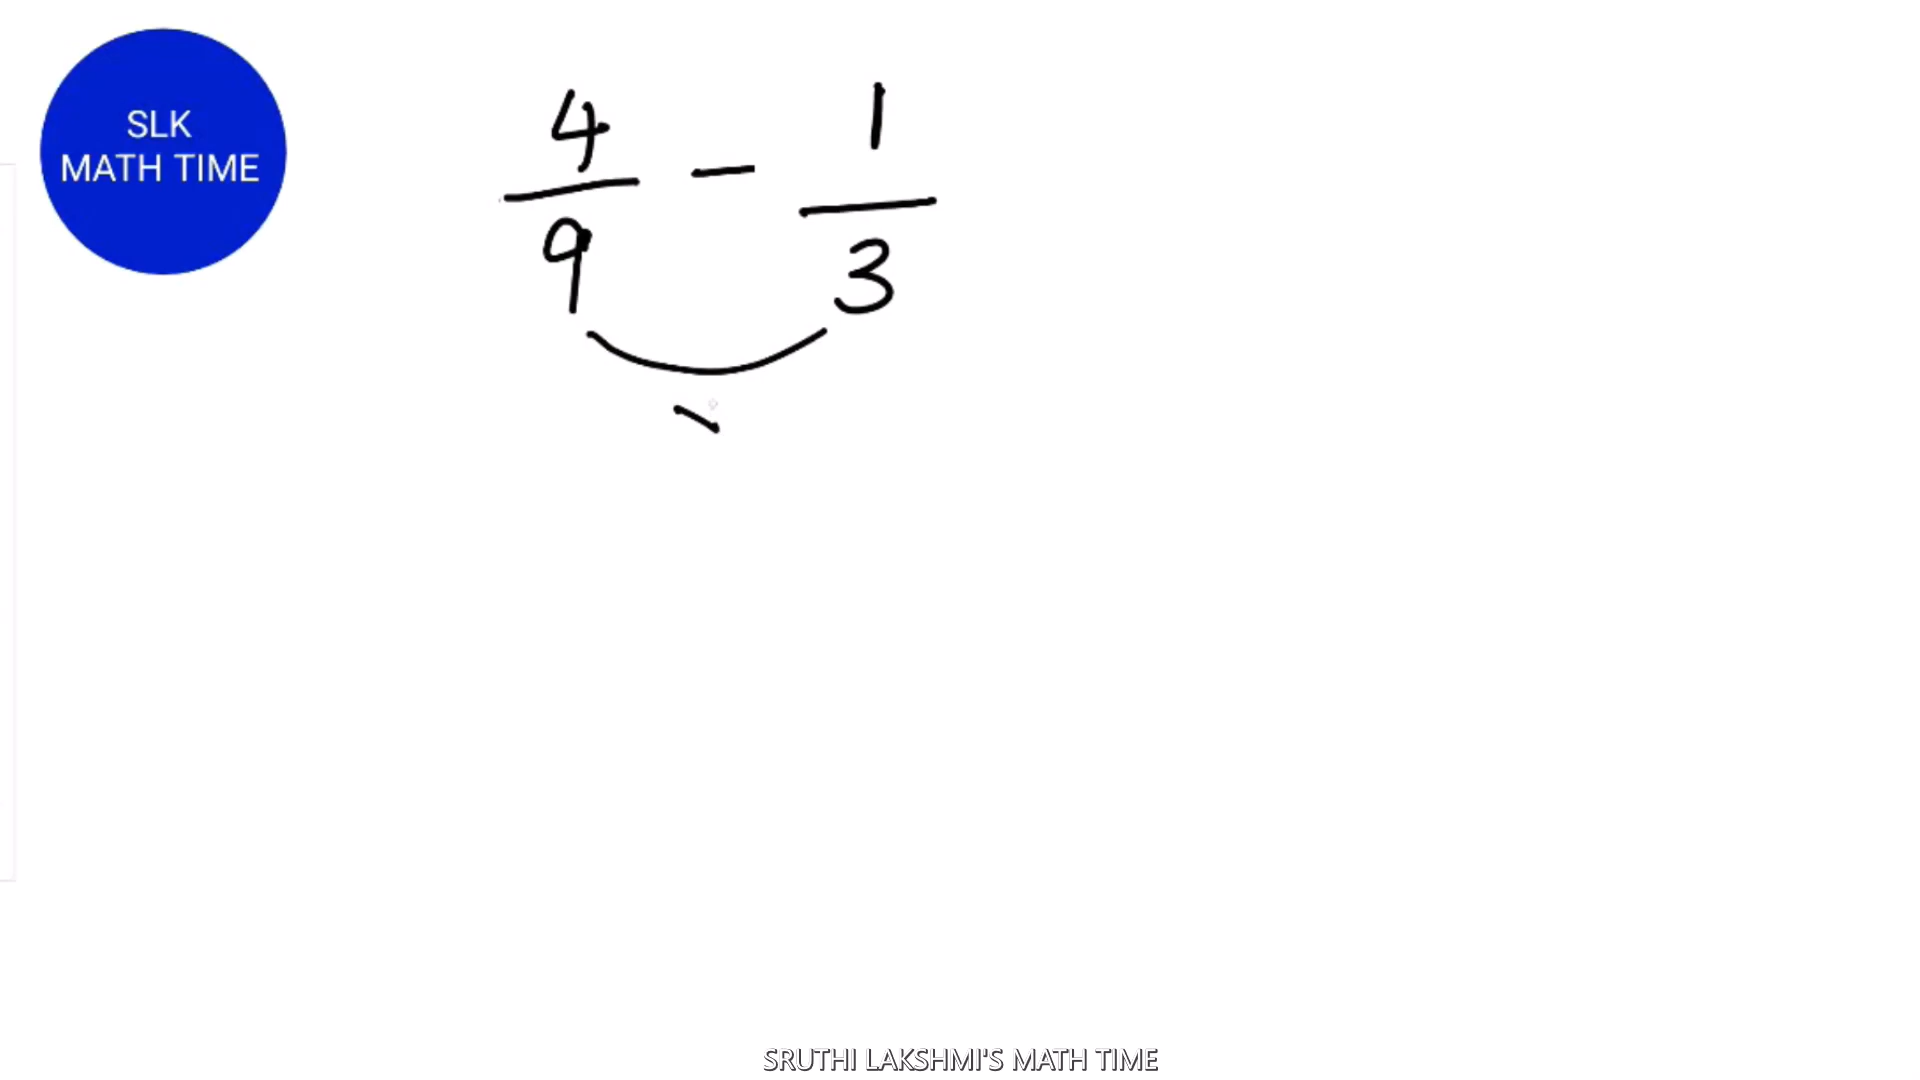 SLK
MATH TIME
4/9 - 1/3
SRUTHI LAKSHMI'S MATH TIME